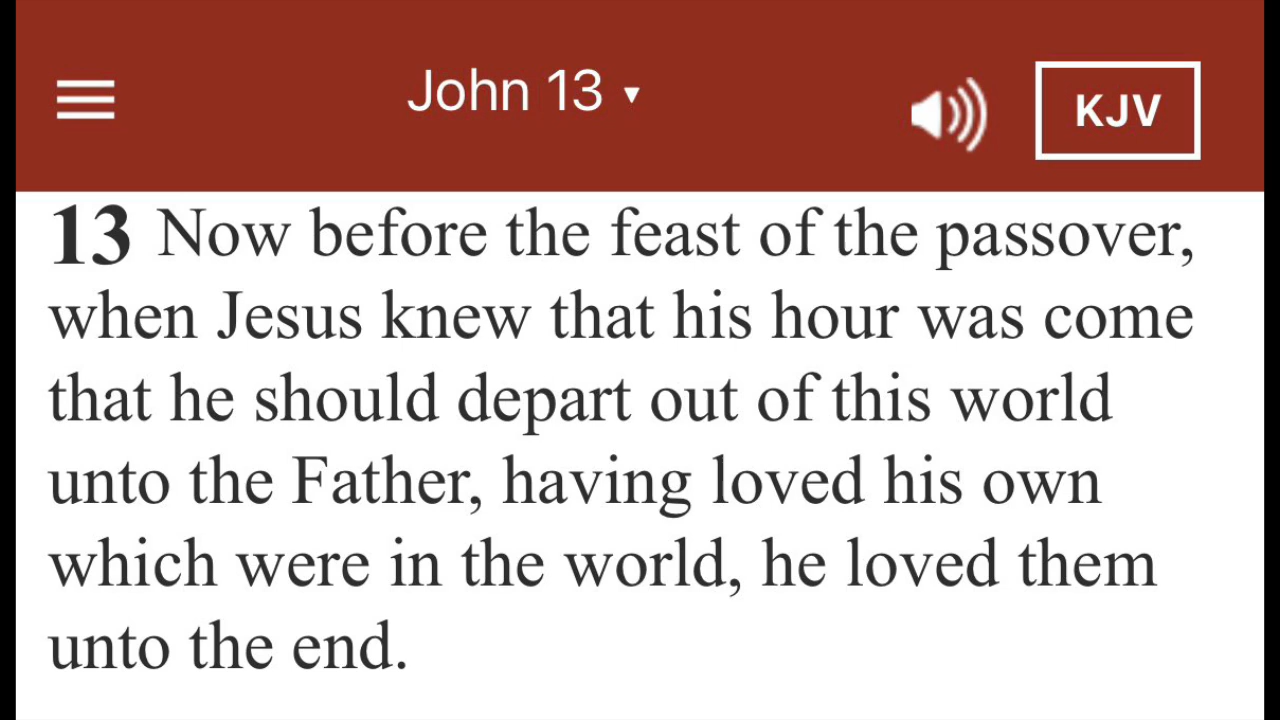 John 13 ▾
KJV
13 Now before the feast of the passover,
when Jesus knew that his hour was come
that he should depart out of this world
unto the Father, having loved his own
which were in the world, he loved them
unto the end.